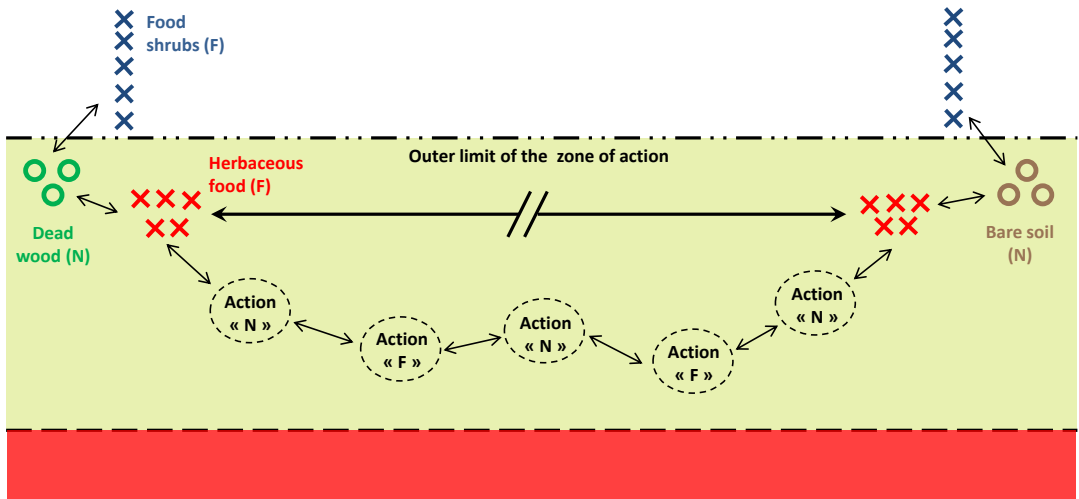 Food
shrubs (F)
Outer limit of the zone of action
Herbaceous
food (F)
Dead
wood (N)
Bare soil
(N)
Action
« N »
Action
« F »
Action
« N »
Action
« F »
Action
« N »